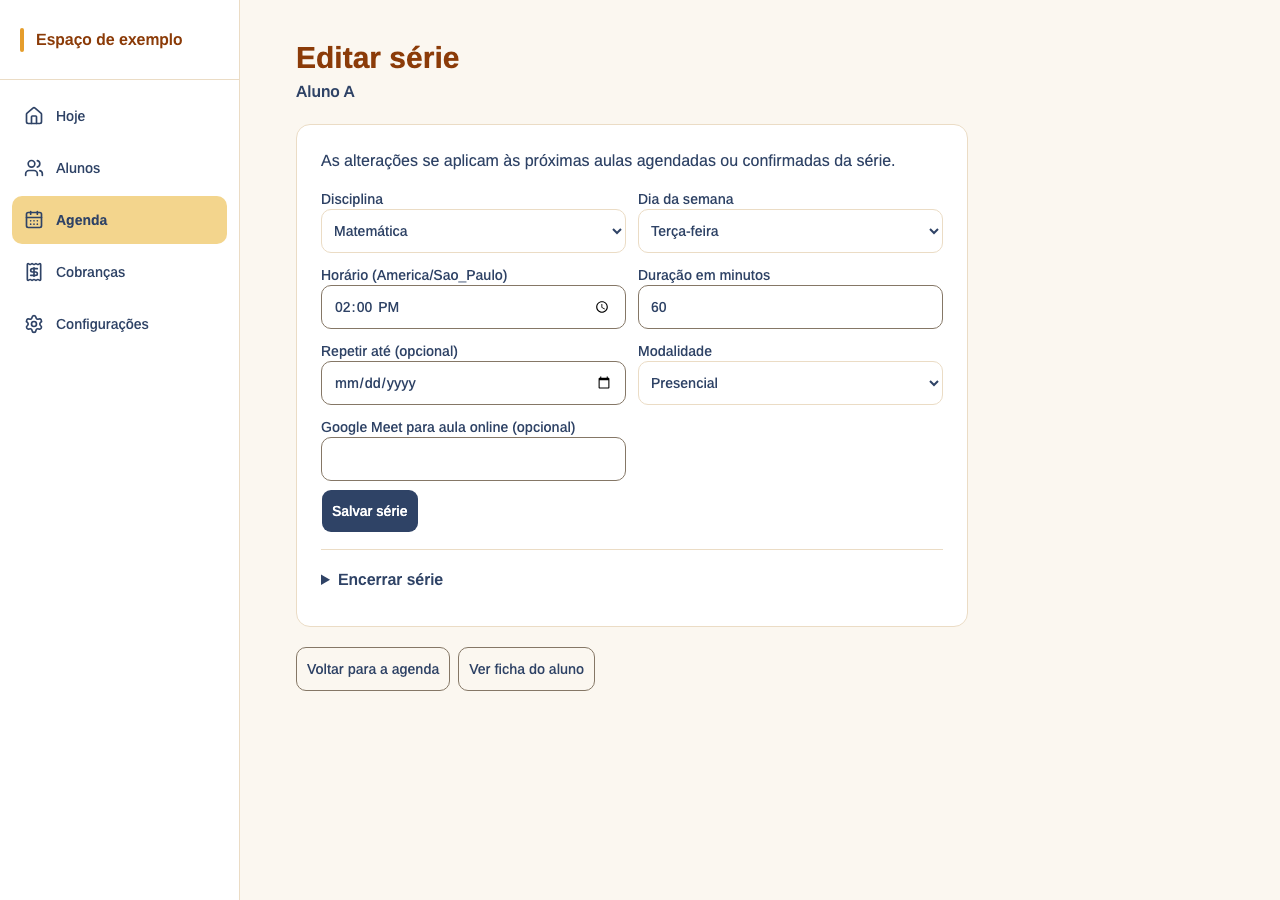 Espaço de exemplo
Hoje
Alunos
Agenda
Cobranças
Configurações
Editar série
Aluno A
As alterações se aplicam às próximas aulas agendadas ou confirmadas da série.
Disciplina
Matemática
Dia da semana
Terça-feira
Horário (America/Sao_Paulo)
02:00 PM
Duração em minutos
60
Repetir até (opcional)
mm/dd/yyyy
Modalidade
Presencial
Google Meet para aula online (opcional)
Salvar série
Encerrar série
Voltar para a agenda
Ver ficha do aluno